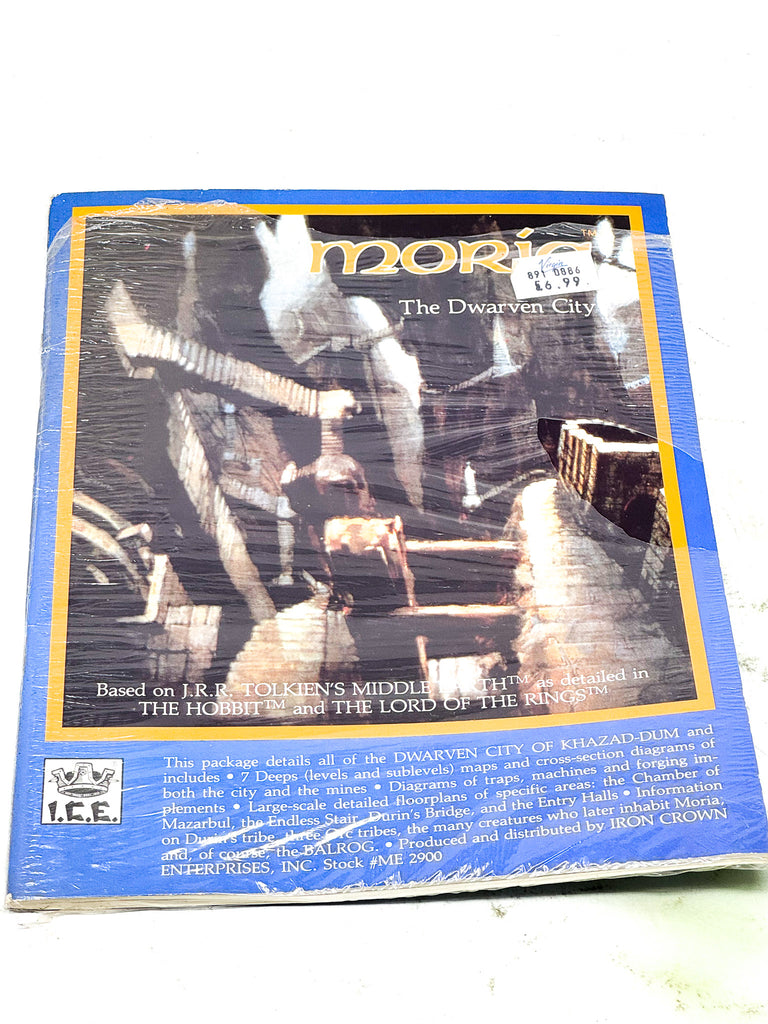 moria™
Virgin
891 0886
£6.99
The Dwarven City
Based on J.R.R. TOLKIEN'S MIDDLE EARTH™ as detailed in
THE HOBBIT™ and THE LORD OF THE RINGS™
I.C.E.
This package details all of the DWARVEN CITY OF KHAZAD-DUM and
includes • 7 Deeps (levels and sublevels) maps and cross-section diagrams of
both the city and the mines • Diagrams of traps, machines and forging im-
plements • Large-scale detailed floorplans of specific areas: the Chamber of
Mazarbul, the Endless Stair, Durin's Bridge, and the Entry Halls • Information
on Durin's tribe, three Orc tribes, the many creatures who later inhabit Moria,
and, of course, the BALROG. • Produced and distributed by IRON CROWN
ENTERPRISES, INC. Stock #ME 2900